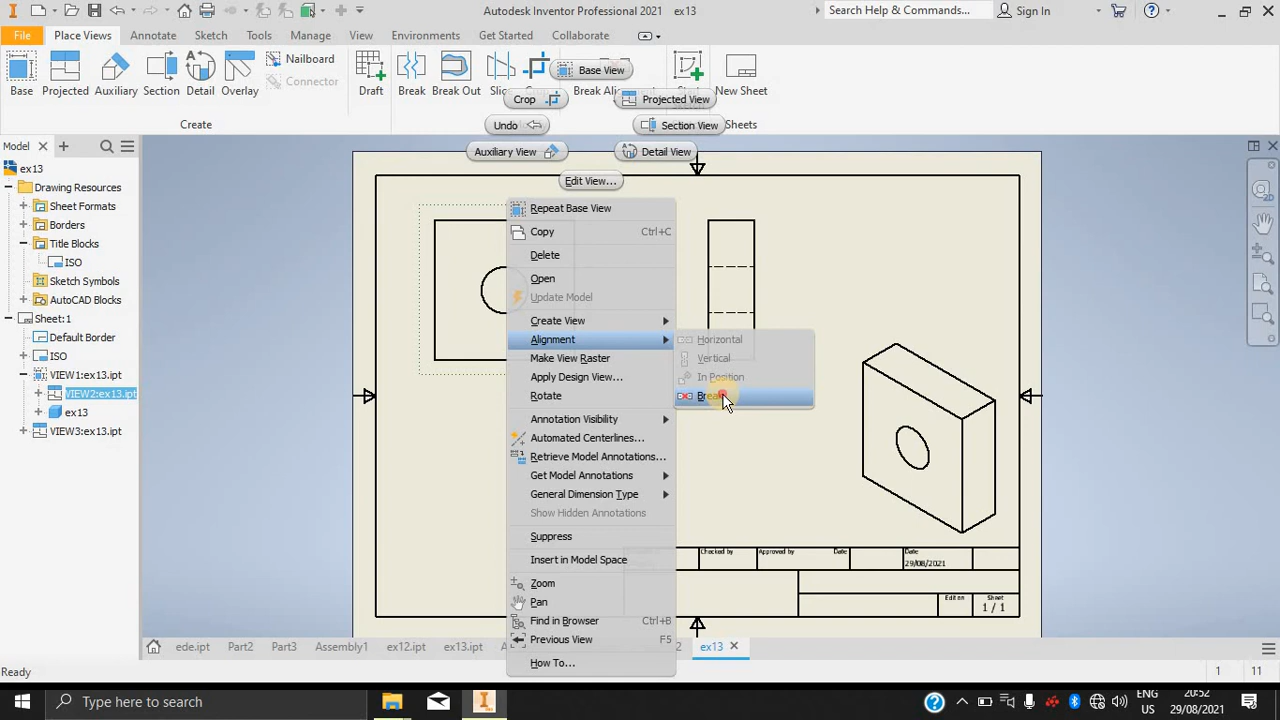 Autodesk Inventor Professional 2021 ex13
Search Help & Commands...
Sign In
File
Place Views
Annotate
Sketch
Tools
Manage
View
Environments
Get Started
Collaborate
Base
Projected
Auxiliary
Section
Detail
Overlay
Nailboard
Connector
Draft
Break
Break Out
Break
New Sheet
Create
Sheets
Base View
Crop
Projected View
Undo
Section View
Auxiliary View
Detail View
Edit View...
Model
ex13
Drawing Resources
Sheet Formats
Borders
Title Blocks
ISO
Sketch Symbols
AutoCAD Blocks
Sheet:1
Default Border
ISO
VIEW1:ex13.ipt
VIEW2:ex13.ipt
ex13
VIEW3:ex13.ipt
Repeat Base View
Copy Ctrl+C
Delete
Open
Update Model
Create View
Alignment
Make View Raster
Apply Design View...
Rotate
Annotation Visibility
Automated Centerlines...
Retrieve Model Annotations...
Get Model Annotations
General Dimension Type
Show Hidden Annotations
Suppress
Insert in Model Space
Zoom
Pan
Find in Browser Ctrl+B
Previous View F5
How To...
Horizontal
Vertical
In Position
Break
Checked by
Approved by
Date
Date
29/08/2021
Edition
Sheet
1 / 1
ede.ipt
Part2
Part3
Assembly1
ex12.ipt
ex13.ipt
ex13
Ready
1
11
Type here to search
ENG
US
20:52
29/08/2021